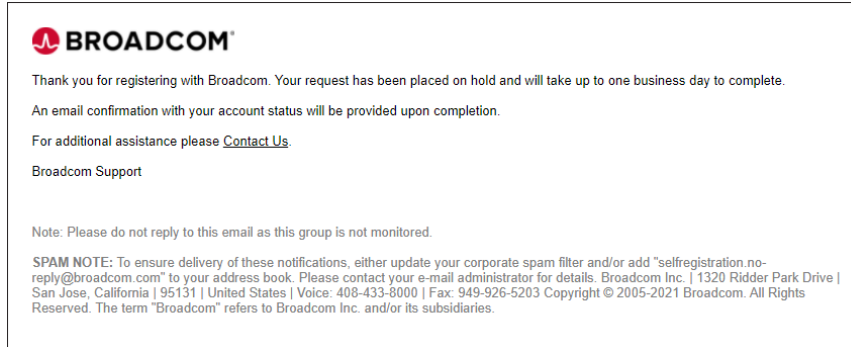 BROADCOM®
Thank you for registering with Broadcom. Your request has been placed on hold and will take up to one business day to complete.
An email confirmation with your account status will be provided upon completion.
For additional assistance please Contact Us.
Broadcom Support
Note: Please do not reply to this email as this group is not monitored.
SPAM NOTE: To ensure delivery of these notifications, either update your corporate spam filter and/or add "selfregistration.no-
reply@broadcom.com" to your address book. Please contact your e-mail administrator for details. Broadcom Inc. | 1320 Ridder Park Drive |
San Jose, California | 95131 | United States | Voice: 408-433-8000 | Fax: 949-926-5203 Copyright © 2005-2021 Broadcom. All Rights
Reserved. The term "Broadcom" refers to Broadcom Inc. and/or its subsidiaries.